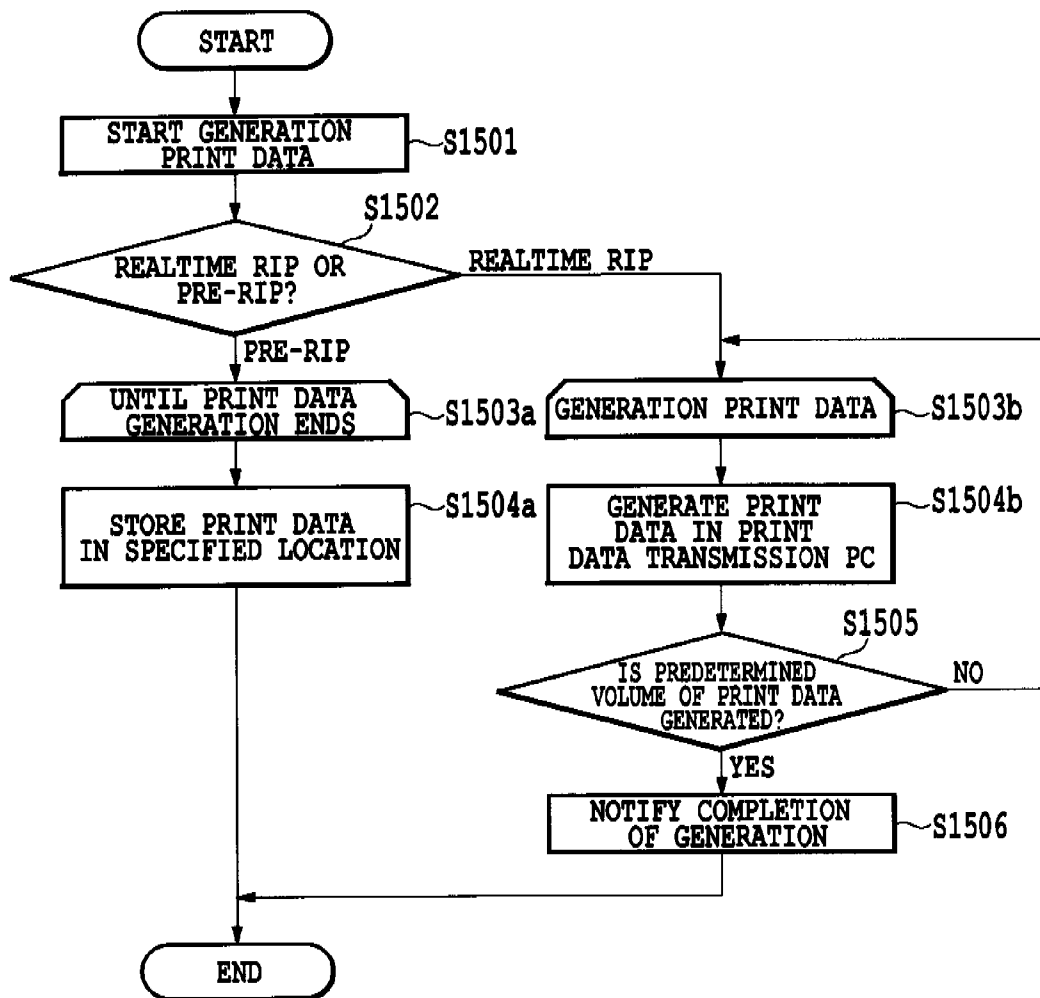 START
START GENERATION
PRINT DATA
S1501
S1502
REALTIME RIP OR
PRE-RIP?
REALTIME RIP
PRE-RIP
UNTIL PRINT DATA
GENERATION ENDS
S1503a
GENERATION PRINT DATA
S1503b
STORE PRINT DATA
IN SPECIFIED LOCATION
S1504a
GENERATE PRINT
DATA IN PRINT
DATA TRANSMISSION PC
S1504b
S1505
IS PREDETERMINED
VOLUME OF PRINT DATA
GENERATED?
NO
YES
NOTIFY COMPLETION
OF GENERATION
S1506
END